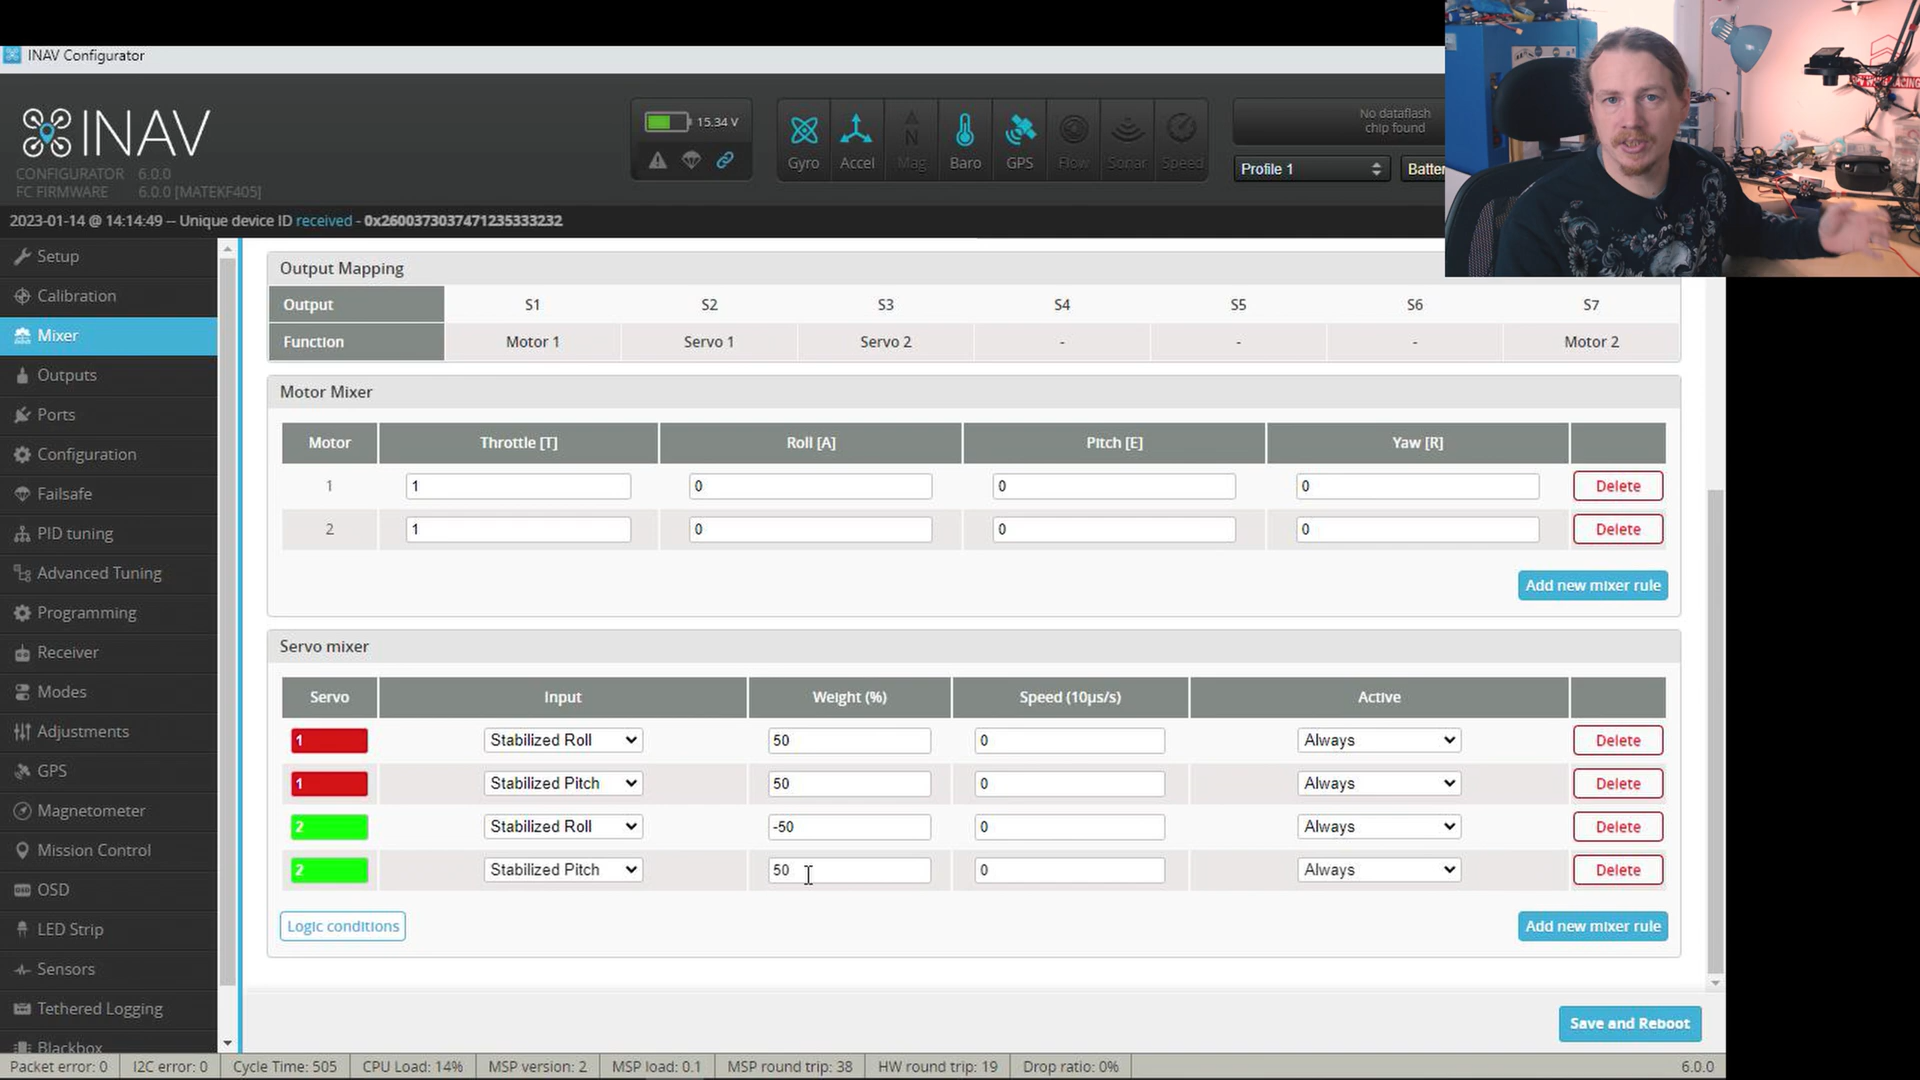 INAV Configurator
INAV
CONFIGURATOR 6.0.0
FC FIRMWARE 6.0.0 [MATEKF405]
15.34 V
Gyro Accel Mag Baro GPS Flow Sonar Speed
No dataflash
chip found
Profile 1 Batter
2023-01-14 @ 14:14:49 -- Unique device ID received - 0x2600373037471235333232
Setup
Calibration
Mixer
Outputs
Ports
Configuration
Failsafe
PID tuning
Advanced Tuning
Programming
Receiver
Modes
Adjustments
GPS
Magnetometer
Mission Control
OSD
LED Strip
Sensors
Tethered Logging
Blackbox
Output Mapping
Output S1 S2 S3 S4 S5 S6 S7
Function Motor 1 Servo 1 Servo 2 - - - Motor 2
Motor Mixer
Motor Throttle [T] Roll [A] Pitch [E] Yaw [R]
1 1 0 0 0 Delete
2 1 0 0 0 Delete
Add new mixer rule
Servo mixer
Servo Input Weight (%) Speed (10µs/s) Active
1 Stabilized Roll 50 0 Always Delete
1 Stabilized Pitch 50 0 Always Delete
2 Stabilized Roll -50 0 Always Delete
2 Stabilized Pitch 50 0 Always Delete
Logic conditions Add new mixer rule
Save and Reboot
Packet error: 0 I2C error: 0 Cycle Time: 505 CPU Load: 14% MSP version: 2 MSP load: 0.1 MSP round trip: 38 HW round trip: 19 Drop ratio: 0% 6.0.0